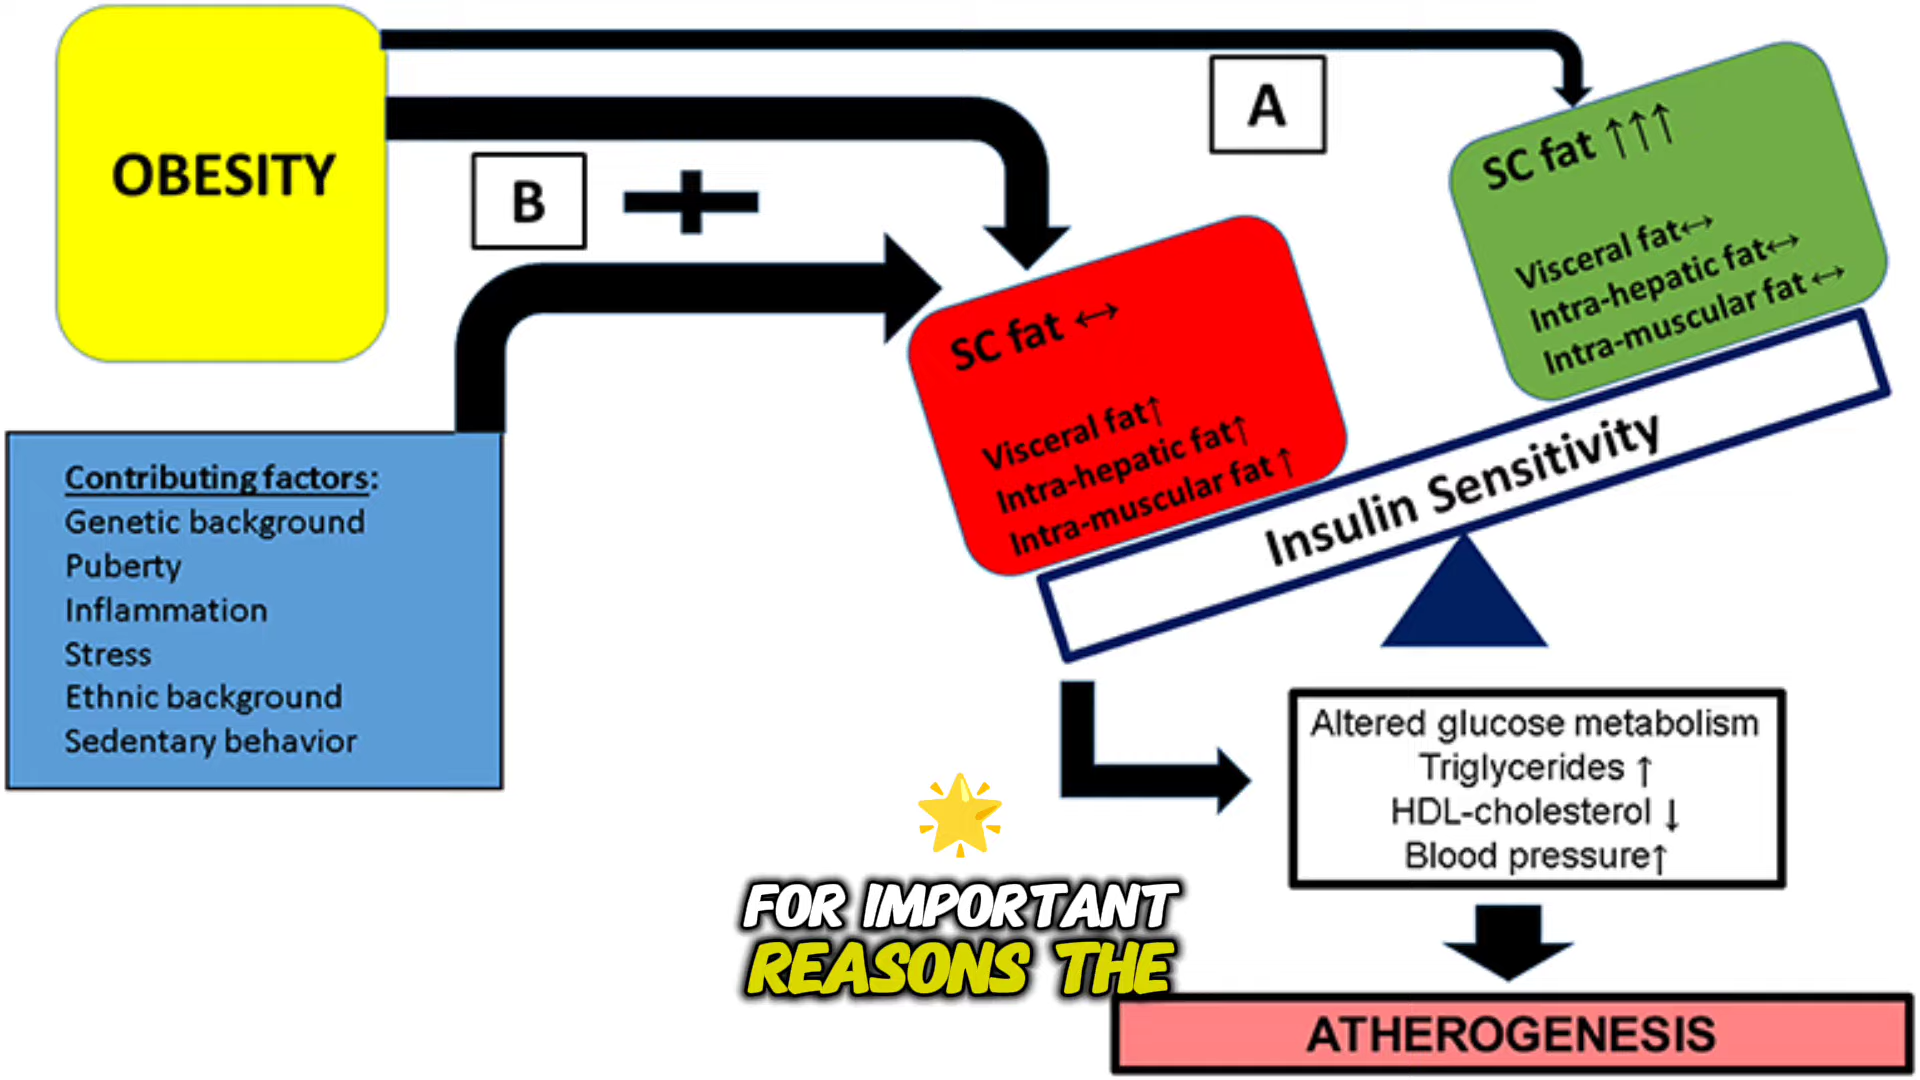 OBESITY
A
B
SC fat ↑↑↑
Visceral fat↔
Intra-hepatic fat↔
Intra-muscular fat ↔
SC fat ↔
Visceral fat↑
Intra-hepatic fat↑
Intra-muscular fat ↑
Insulin Sensitivity
Contributing factors:
Genetic background
Puberty
Inflammation
Stress
Ethnic background
Sedentary behavior
Altered glucose metabolism
Triglycerides ↑
HDL-cholesterol ↓
Blood pressure↑
FOR IMPORTANT
REASONS THE
ATHEROGENESIS